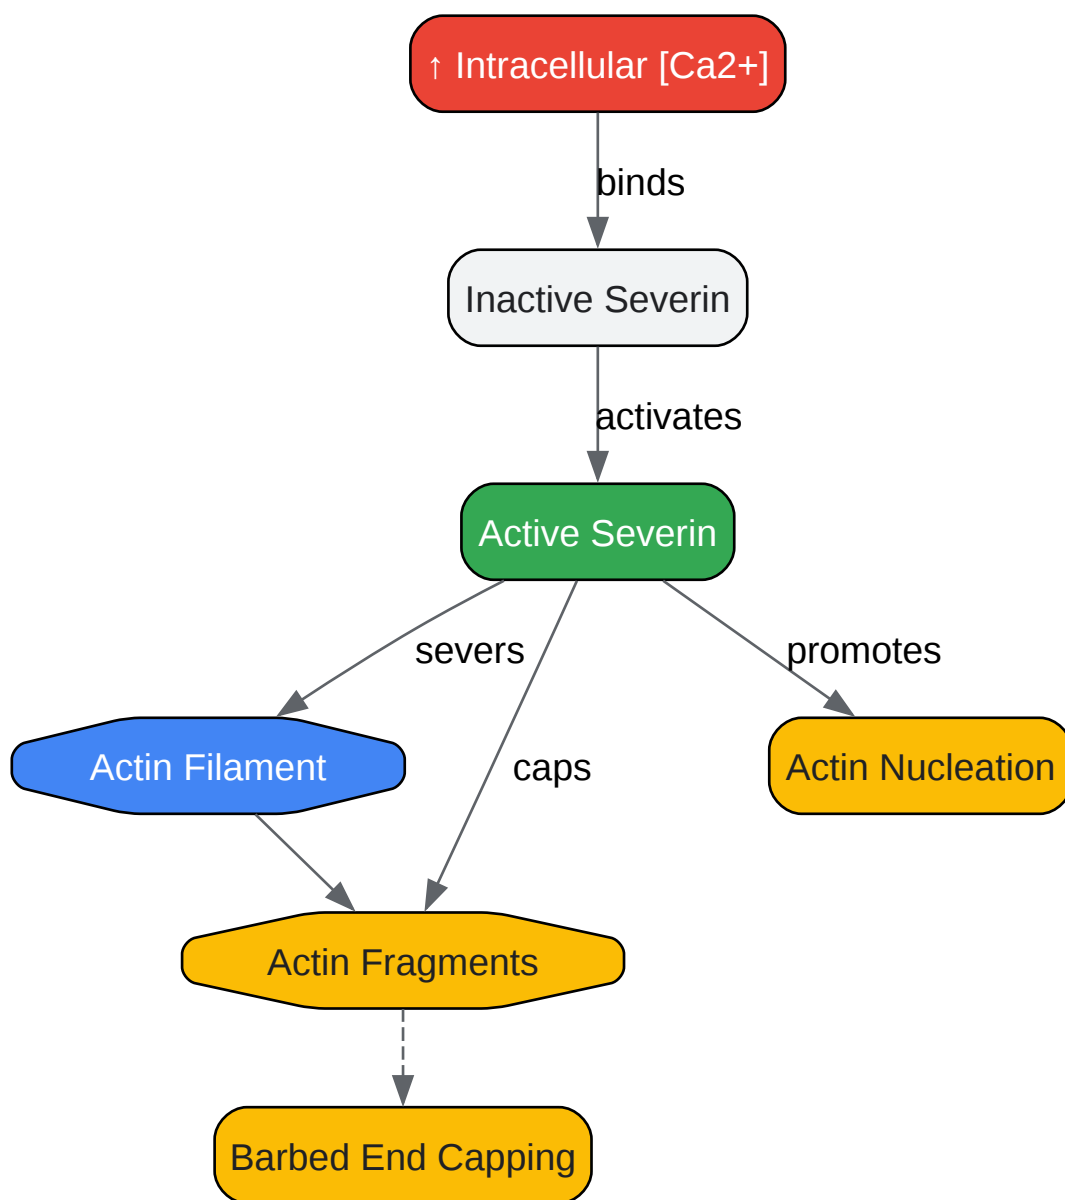 ↑ Intracellular [Ca2+]
binds
Inactive Severin
activates
Active Severin
severs
promotes
Actin Filament
caps
Actin Nucleation
Actin Fragments
Barbed End Capping